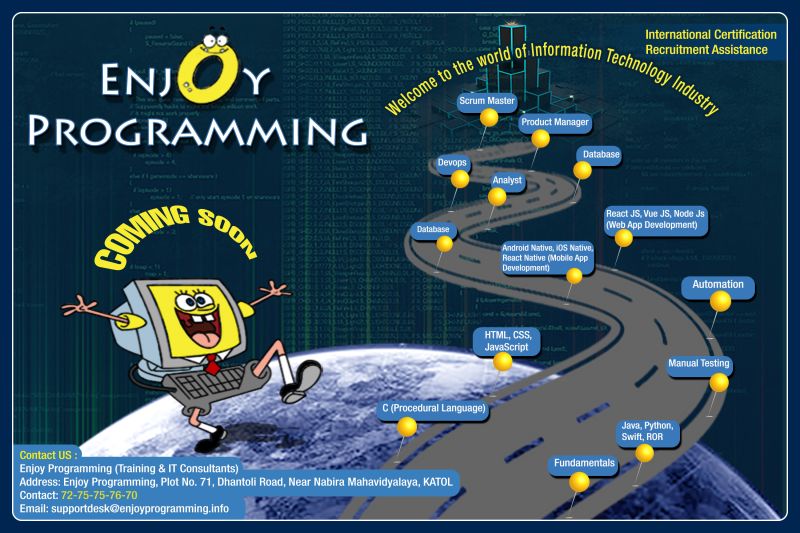 ENJOY
PROGRAMMING
International Certification
Recruitment Assistance
Welcome to the world of Information Technology Industry
Scrum Master
Product Manager
Database
Devops
Analyst
React JS, Vue JS, Node Js
(Web App Development)
Database
Android Native, iOS Native,
React Native (Mobile App
Development)
COMING SOON
Automation
HTML, CSS,
JavaScript
Manual Testing
C (Procedural Language)
Java, Python,
Swift, ROR
Fundamentals
Contact US :
Enjoy Programming (Training & IT Consultants)
Address: Enjoy Programming, Plot No. 71, Dhantoli Road, Near Nabira Mahavidyalaya, KATOL
Contact: 72-75-75-76-70
Email: supportdesk@enjoyprogramming.info